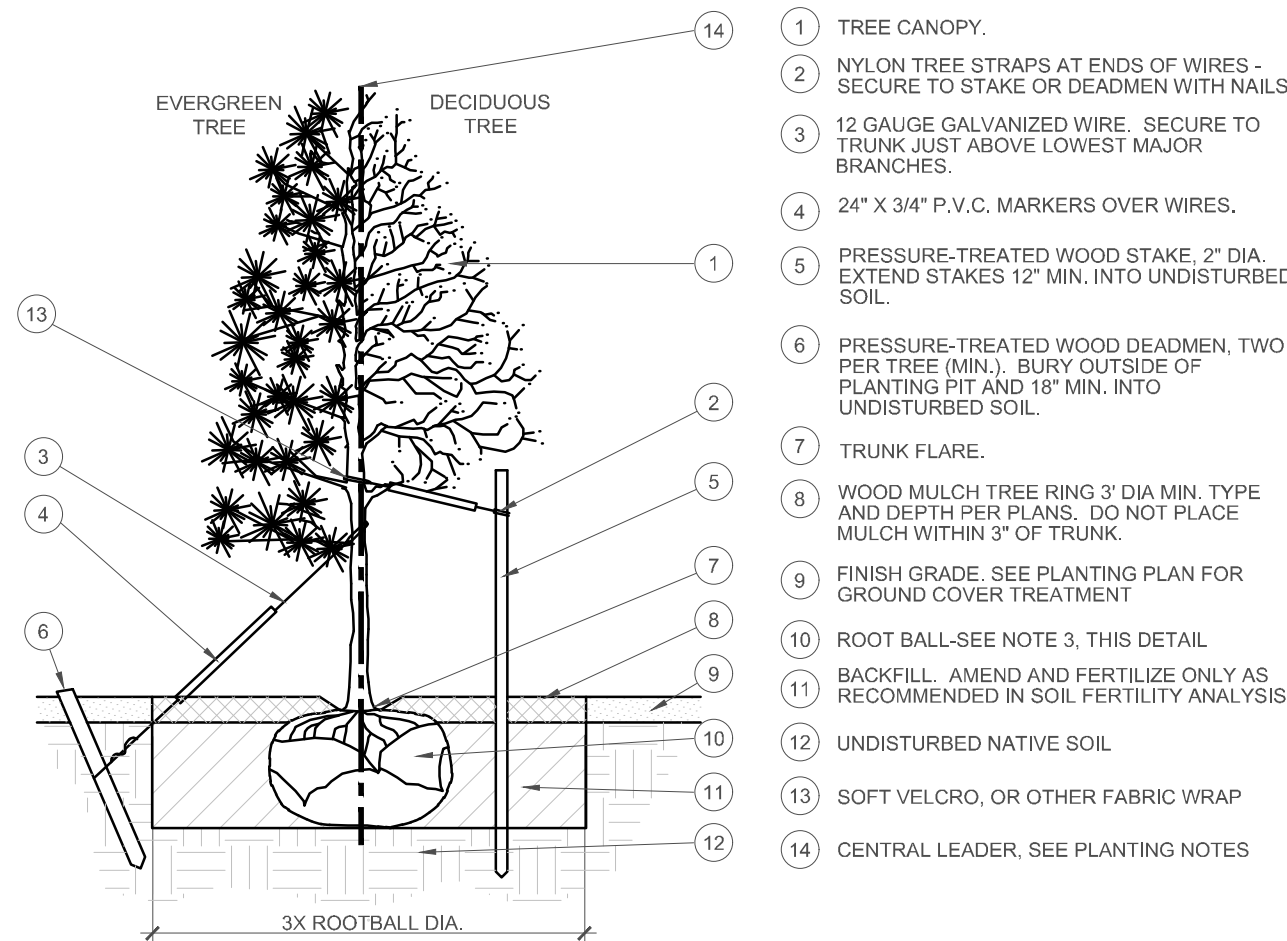 14
EVERGREEN
TREE
DECIDUOUS
TREE
1
13
2
3
5
4
7
6
8
9
10
11
12
3X ROOTBALL DIA.
1 TREE CANOPY.
2 NYLON TREE STRAPS AT ENDS OF WIRES -
SECURE TO STAKE OR DEADMEN WITH NAILS
3 12 GAUGE GALVANIZED WIRE. SECURE TO
TRUNK JUST ABOVE LOWEST MAJOR
BRANCHES.
4 24" X 3/4" P.V.C. MARKERS OVER WIRES.
5 PRESSURE-TREATED WOOD STAKE, 2" DIA.
EXTEND STAKES 12" MIN. INTO UNDISTURBED
SOIL.
6 PRESSURE-TREATED WOOD DEADMEN, TWO
PER TREE (MIN.). BURY OUTSIDE OF
PLANTING PIT AND 18" MIN. INTO
UNDISTURBED SOIL.
7 TRUNK FLARE.
8 WOOD MULCH TREE RING 3' DIA MIN. TYPE
AND DEPTH PER PLANS. DO NOT PLACE
MULCH WITHIN 3" OF TRUNK.
9 FINISH GRADE. SEE PLANTING PLAN FOR
GROUND COVER TREATMENT
10 ROOT BALL-SEE NOTE 3, THIS DETAIL
11 BACKFILL. AMEND AND FERTILIZE ONLY AS
RECOMMENDED IN SOIL FERTILITY ANALYSIS
12 UNDISTURBED NATIVE SOIL
13 SOFT VELCRO, OR OTHER FABRIC WRAP
14 CENTRAL LEADER, SEE PLANTING NOTES